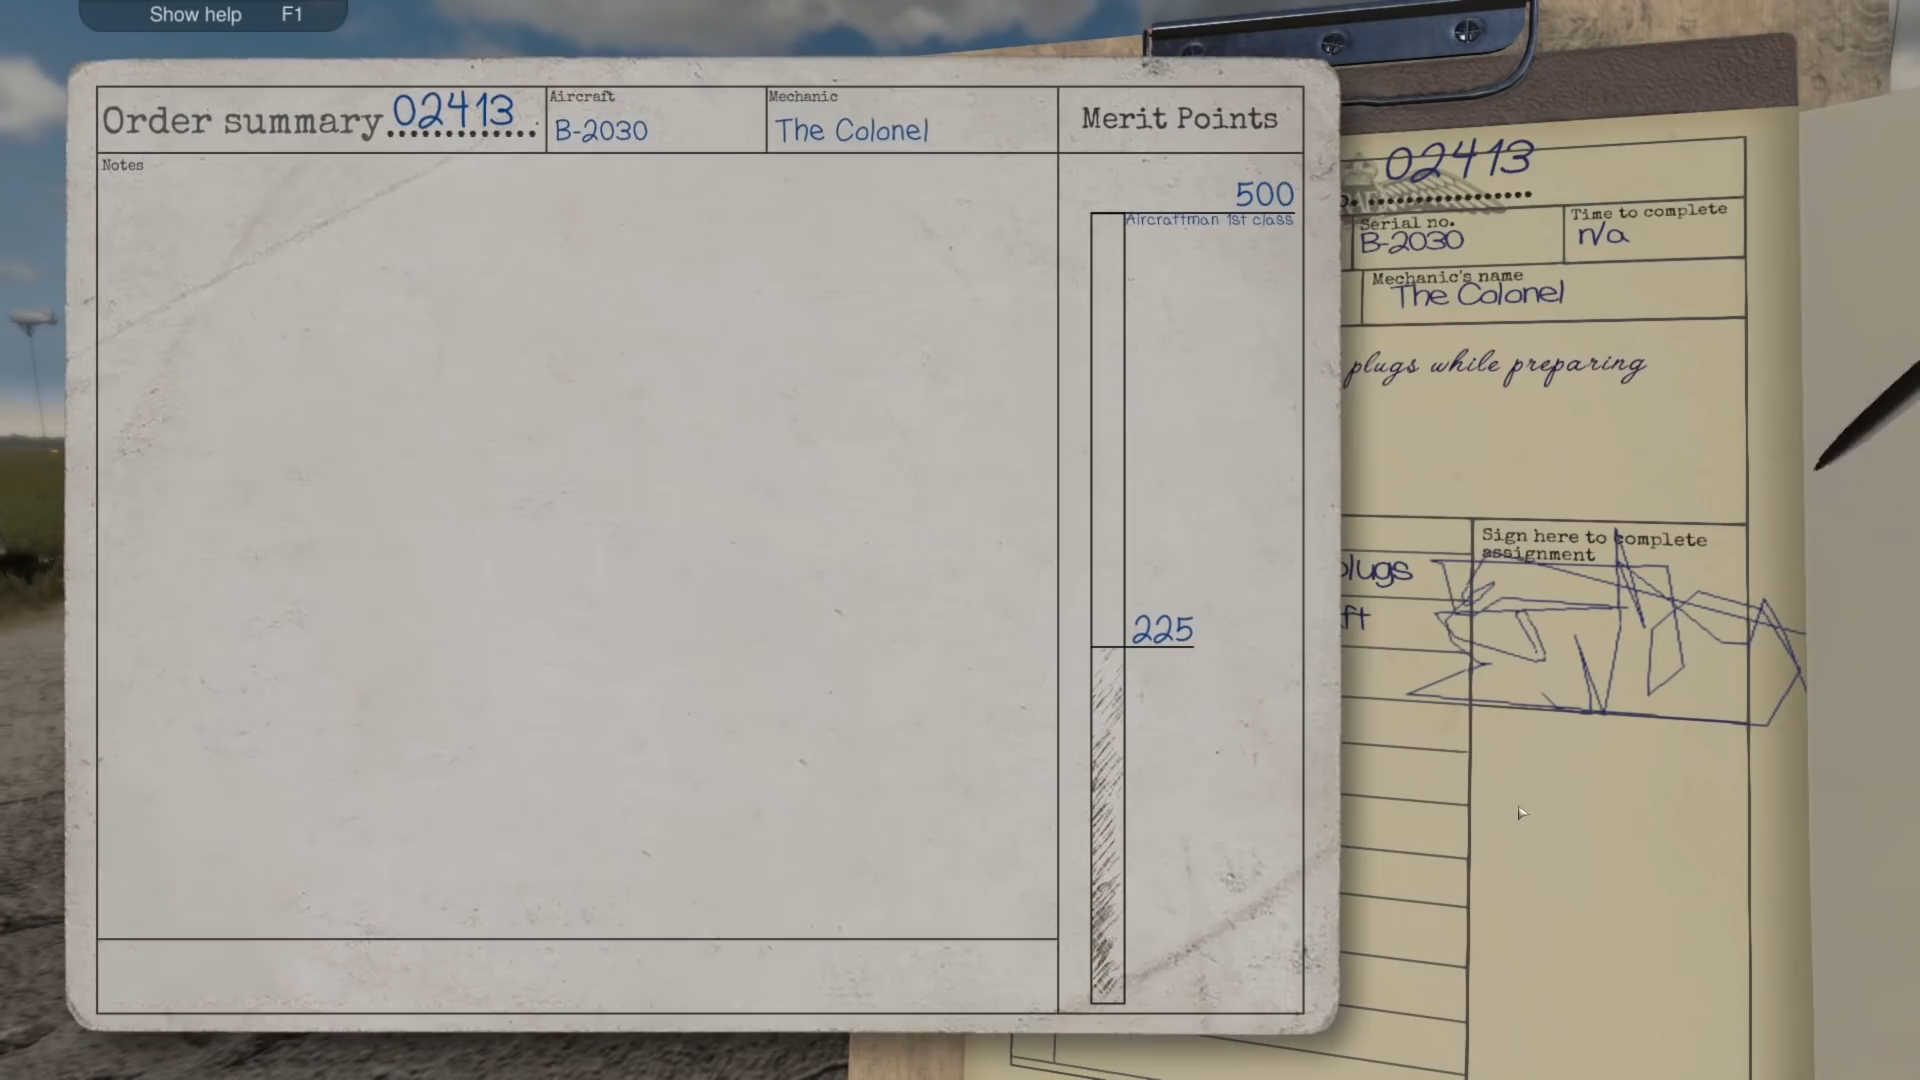 Show help F1
Order summary 02413
Aircraft
B-2030
Mechanic
The Colonel
Merit Points
Notes
500
Aircraftman 1st class
225
02413
Serial no.
B-2030
Time to complete
n/a
Mechanic's name
The Colonel
plugs while preparing
Sign here to complete
assignment
plugs